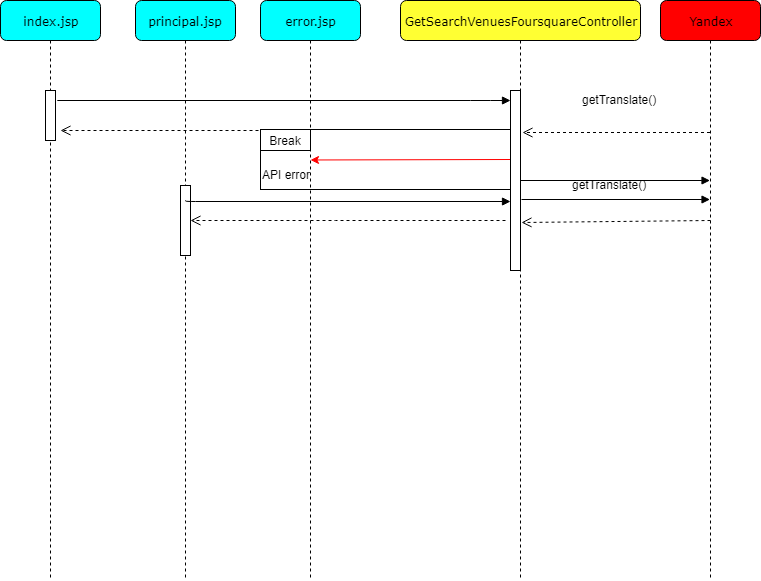 index.jsp
principal.jsp
error.jsp
GetSearchVenuesFoursquareController
Yandex
getTranslate()
Break
API error
getTranslate()